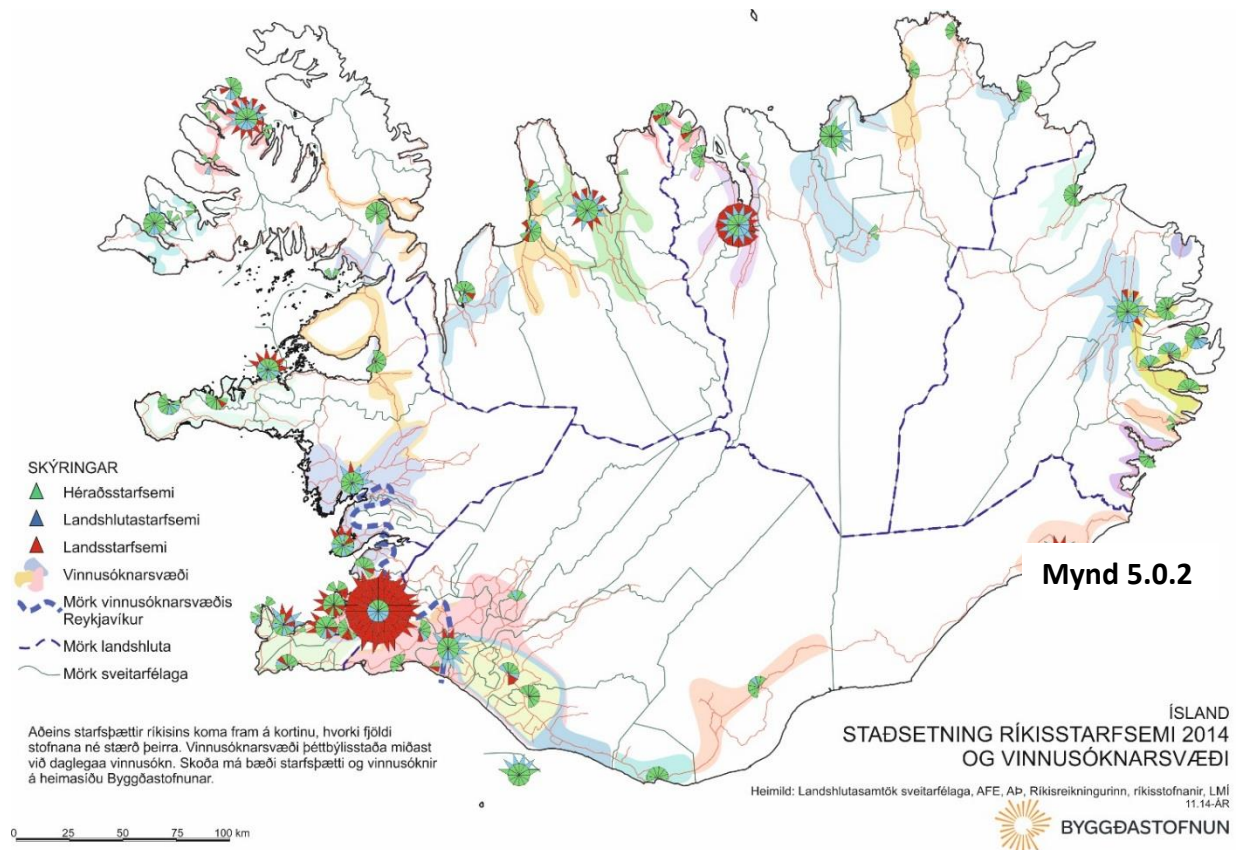 SKÝRINGAR
Héraðsstarfsemi
Landshlutastarfsemi
Landsstarfsemi
Vinnusóknarsvæði
Mörk vinnusóknarsvæðis
Reykjavíkur
Mörk landshluta
Mörk sveitarfélaga
Aðeins starfsþættir ríkisins koma fram á kortinu, hvorki fjöldi
stofnana né stærð þeirra. Vinnusóknarsvæði þéttbýlisstaða miðast
við daglegaa vinnusókn. Skoða má bæði starfsþætti og vinnusóknir
á heimasíðu Byggðastofnunar.
0 25 50 75 100 km
Mynd 5.0.2
ÍSLAND
STAÐSETNING RÍKISSTARFSEMI 2014
OG VINNUSÓKNARSVÆÐI
Heimild: Landshlutasamtök sveitarfélaga, AFE, AÞ, Ríkisreikningurinn, ríkisstofnanir, LMÍ
11.14-ÁR
BYGGÐASTOFNUN